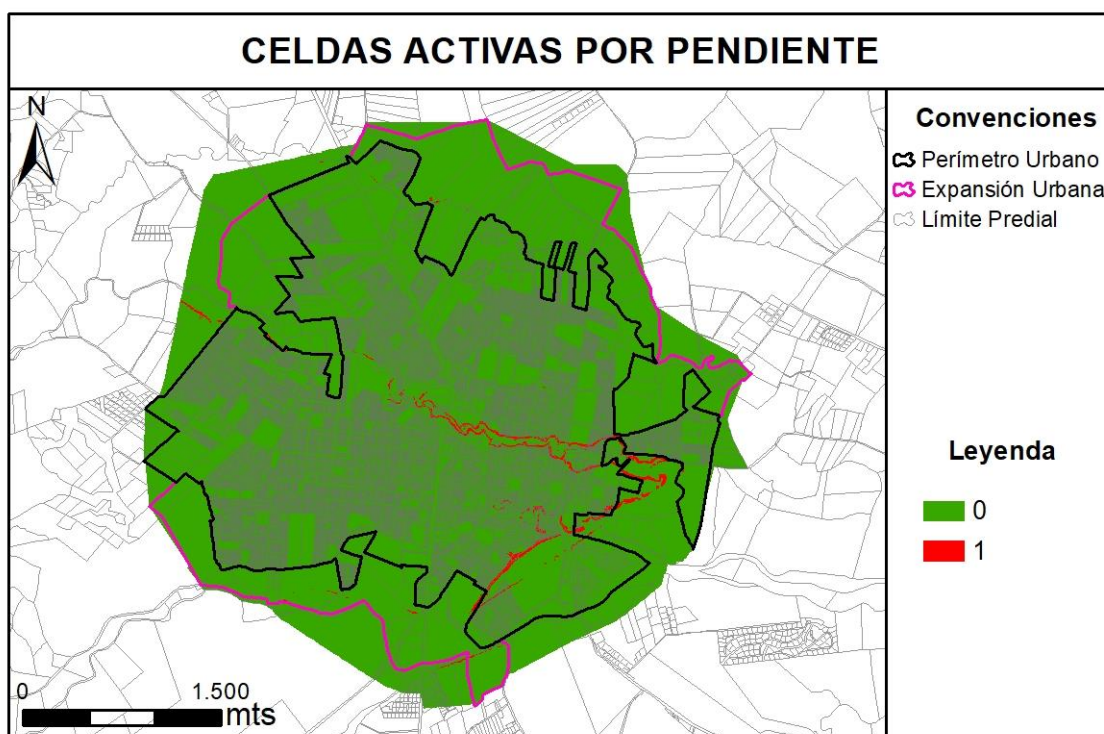 CELDAS ACTIVAS POR PENDIENTE
N
Convenciones
Perímetro Urbano
Expansión Urbana
Límite Predial
Leyenda
0
1
0 1.500
mts